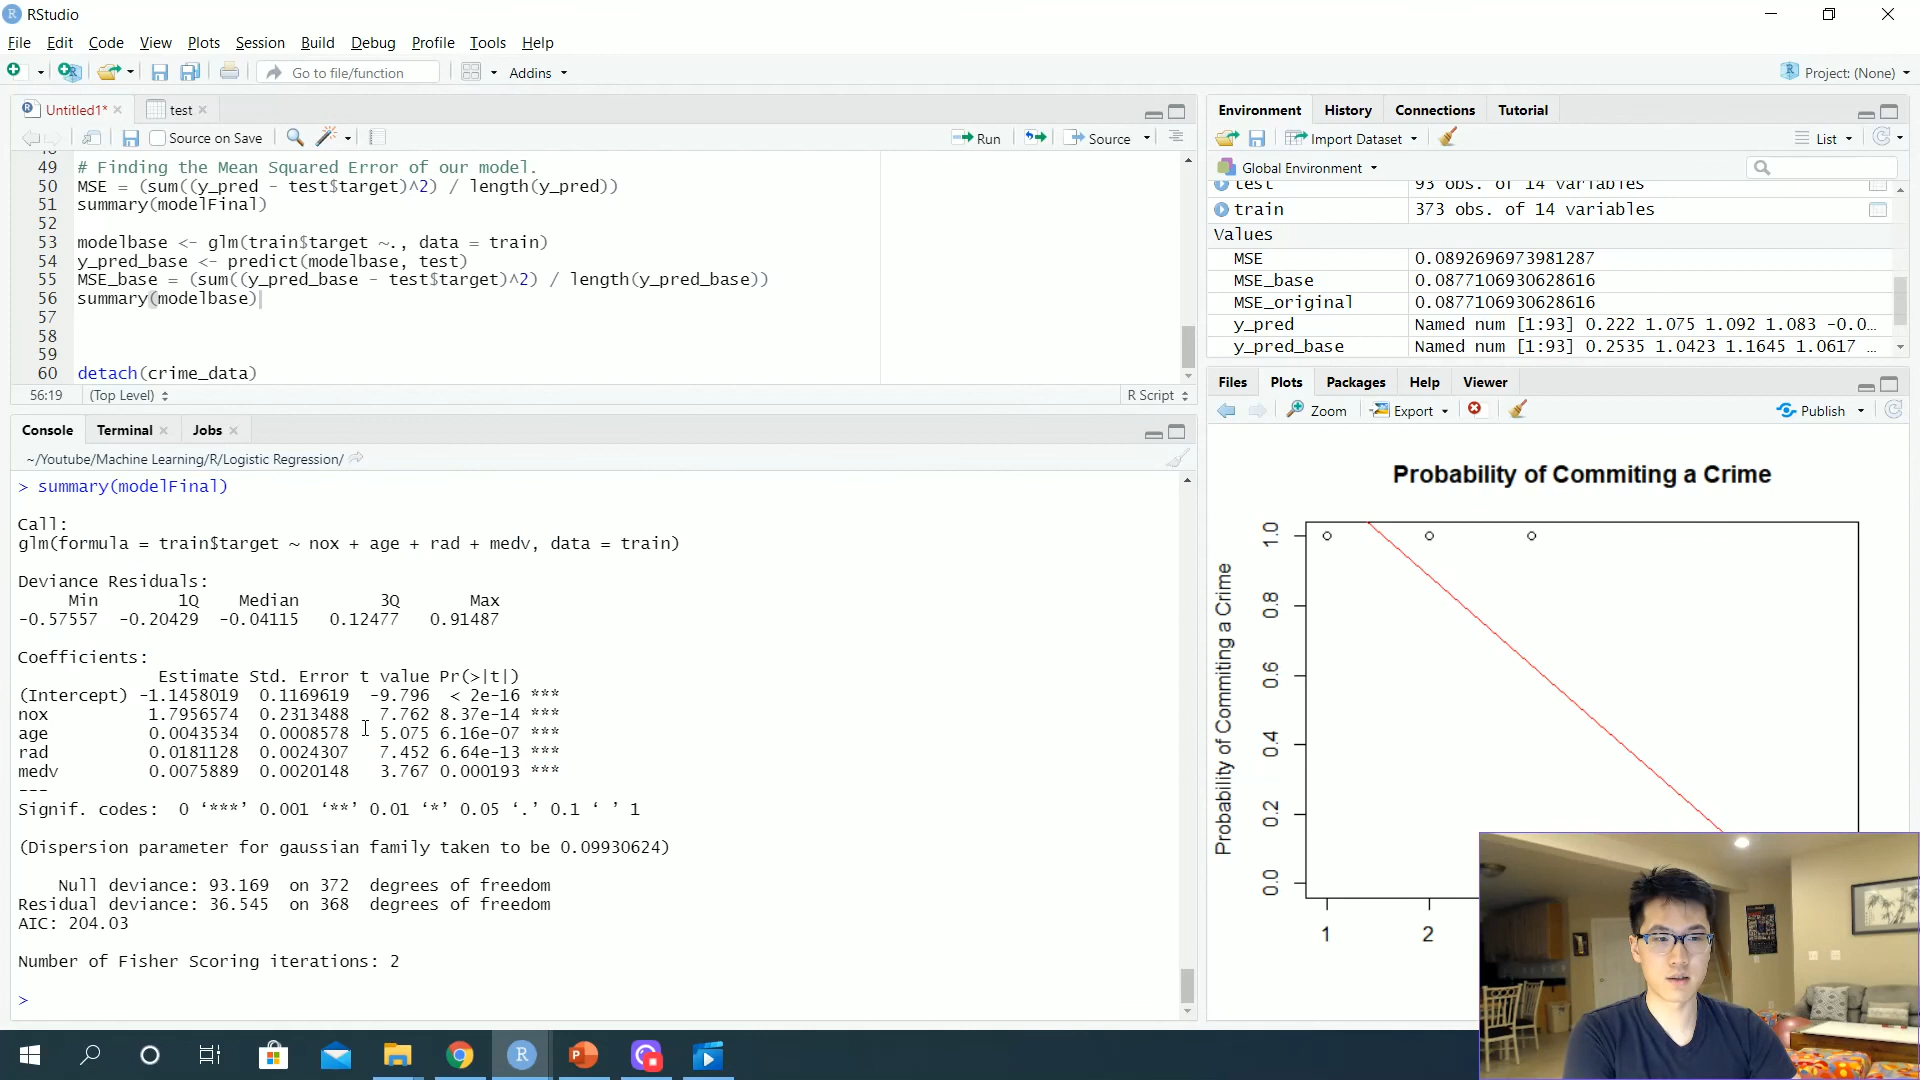 RStudio
File Edit Code View Plots Session Build Debug Profile Tools Help
Go to file/function Addins Project: (None)
Untitled1* test
Source on Save Run Source
49 # Finding the Mean Squared Error of our model.
50 MSE = (sum((y_pred - test$target)^2) / length(y_pred))
51 summary(modelFinal)
52
53 modelbase <- glm(train$target ~., data = train)
54 y_pred_base <- predict(modelbase, test)
55 MSE_base = (sum((y_pred_base - test$target)^2) / length(y_pred_base))
56 summary(modelbase)
57
58
59
60 detach(crime_data)
56:19 (Top Level) R Script
Console Terminal Jobs
~/Youtube/Machine Learning/R/Logistic Regression/
> summary(modelFinal)
Call:
glm(formula = train$target ~ nox + age + rad + medv, data = train)
Deviance Residuals:
Min 1Q Median 3Q Max
-0.57557 -0.20429 -0.04115 0.12477 0.91487
Coefficients:
Estimate Std. Error t value Pr(>|t|)
(Intercept) -1.1458019 0.1169619 -9.796 < 2e-16 ***
nox 1.7956574 0.2313488 7.762 8.37e-14 ***
age 0.0043534 0.0008578 5.075 6.16e-07 ***
rad 0.0181128 0.0024307 7.452 6.64e-13 ***
medv 0.0075889 0.0020148 3.767 0.000193 ***
---
Signif. codes: 0 ‘***’ 0.001 ‘**’ 0.01 ‘*’ 0.05 ‘.’ 0.1 ‘ ’ 1
(Dispersion parameter for gaussian family taken to be 0.09930624)
Null deviance: 93.169 on 372 degrees of freedom
Residual deviance: 36.545 on 368 degrees of freedom
AIC: 204.03
Number of Fisher Scoring iterations: 2
>
Environment History Connections Tutorial
Import Dataset List
Global Environment
test 93 obs. of 14 variables
train 373 obs. of 14 variables
Values
MSE 0.0892696973981287
MSE_base 0.0877106930628616
MSE_original 0.0877106930628616
y_pred Named num [1:93] 0.222 1.075 1.092 1.083 -0.0...
y_pred_base Named num [1:93] 0.2535 1.0423 1.1645 1.0617 ...
Files Plots Packages Help Viewer
Zoom Export Publish
Probability of Commiting a Crime
Probability of Commiting a Crime
1.0
0.8
0.6
0.4
0.2
0.0
1 2